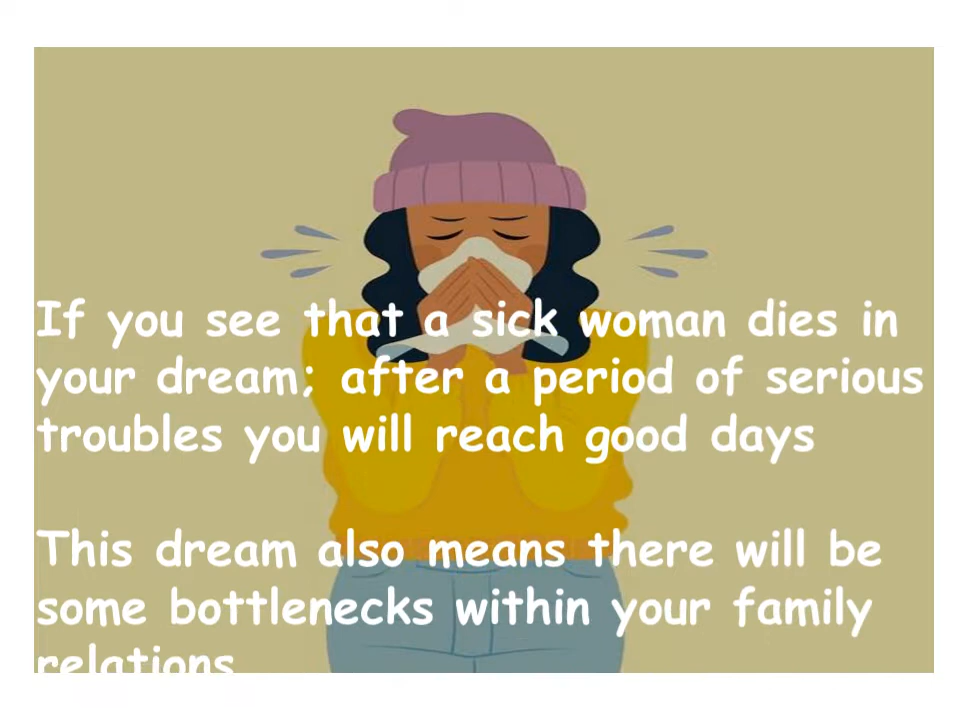 If you see that a sick woman dies in
your dream; after a period of serious
troubles you will reach good days
This dream also means there will be
some bottlenecks within your family
relations